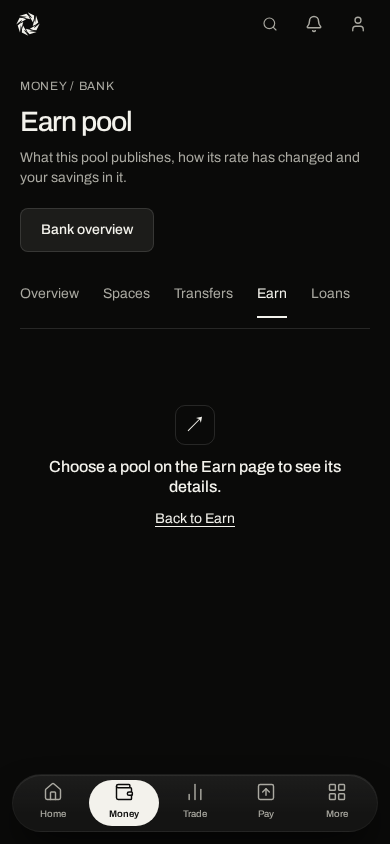 MONEY / BANK
Earn pool
What this pool publishes, how its rate has changed and
your savings in it.
Bank overview
Overview Spaces Transfers Earn Loans
Choose a pool on the Earn page to see its
details.
Back to Earn
Home Money Trade Pay More